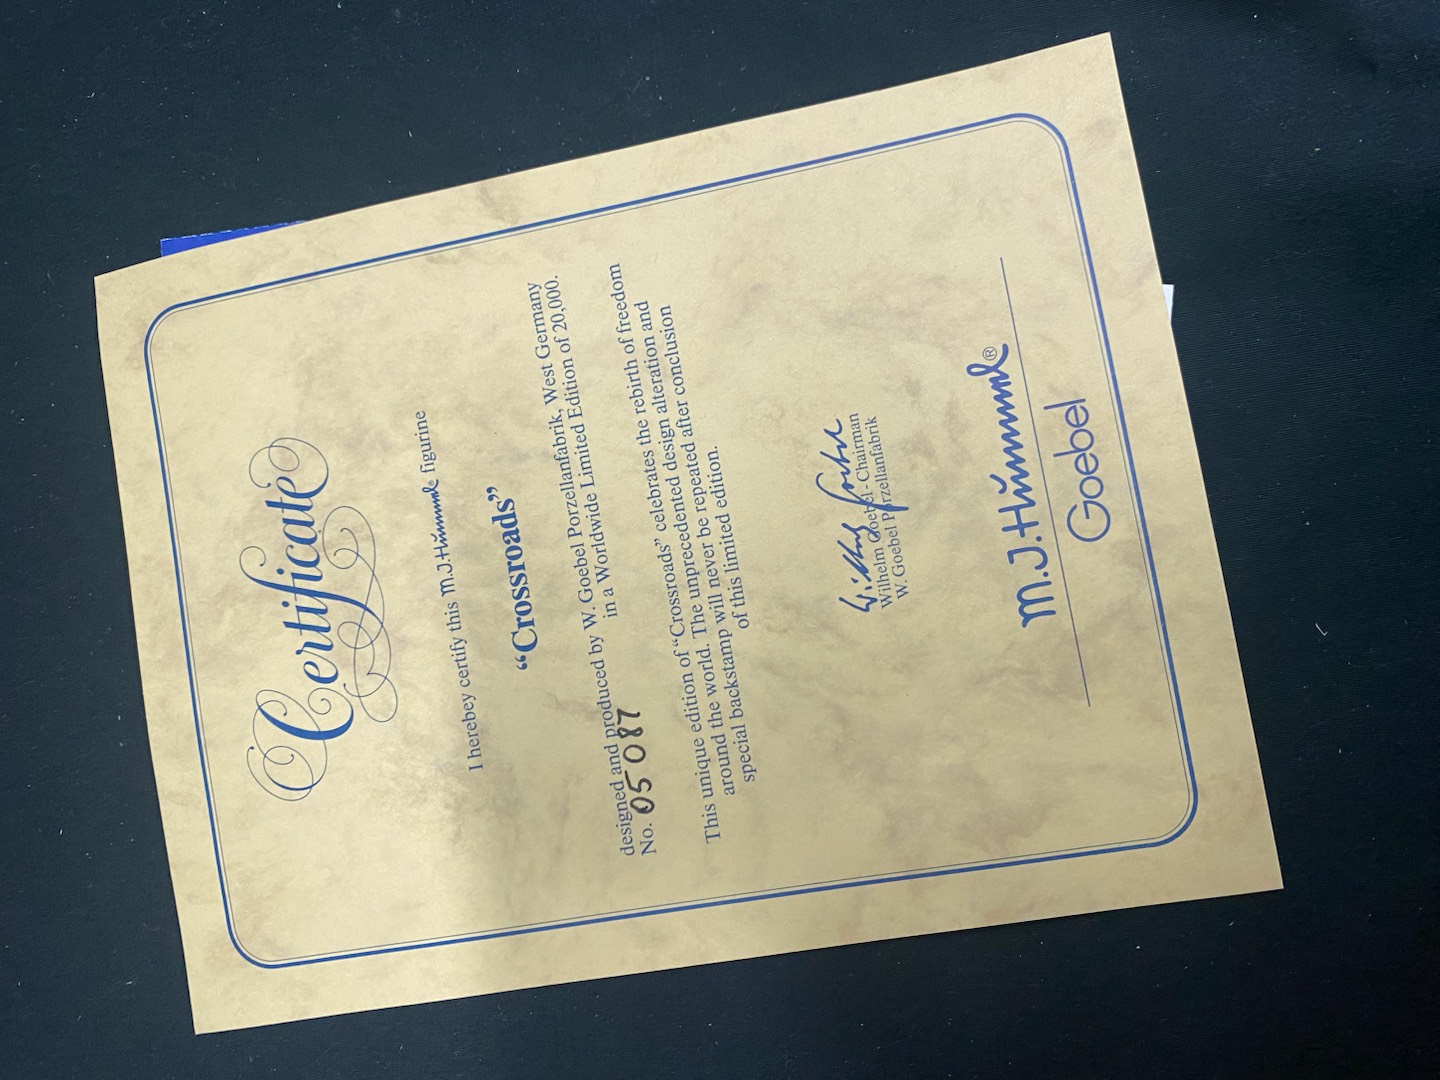 Certificate
I herebey certify this M.J.Hummel figurine
“Crossroads”
designed and produced by W. Goebel Porzellanfabrik, West Germany
No. 05087 in a Worldwide Limited Edition of 20,000.
This unique edition of “Crossroads” celebrates the rebirth of freedom
around the world. The unprecedented design alteration and
special backstamp will never be repeated after conclusion
of this limited edition.
Wilhelm Goebel - Chairman
W. Goebel Porzellanfabrik
M.J.Hummel®
Goebel